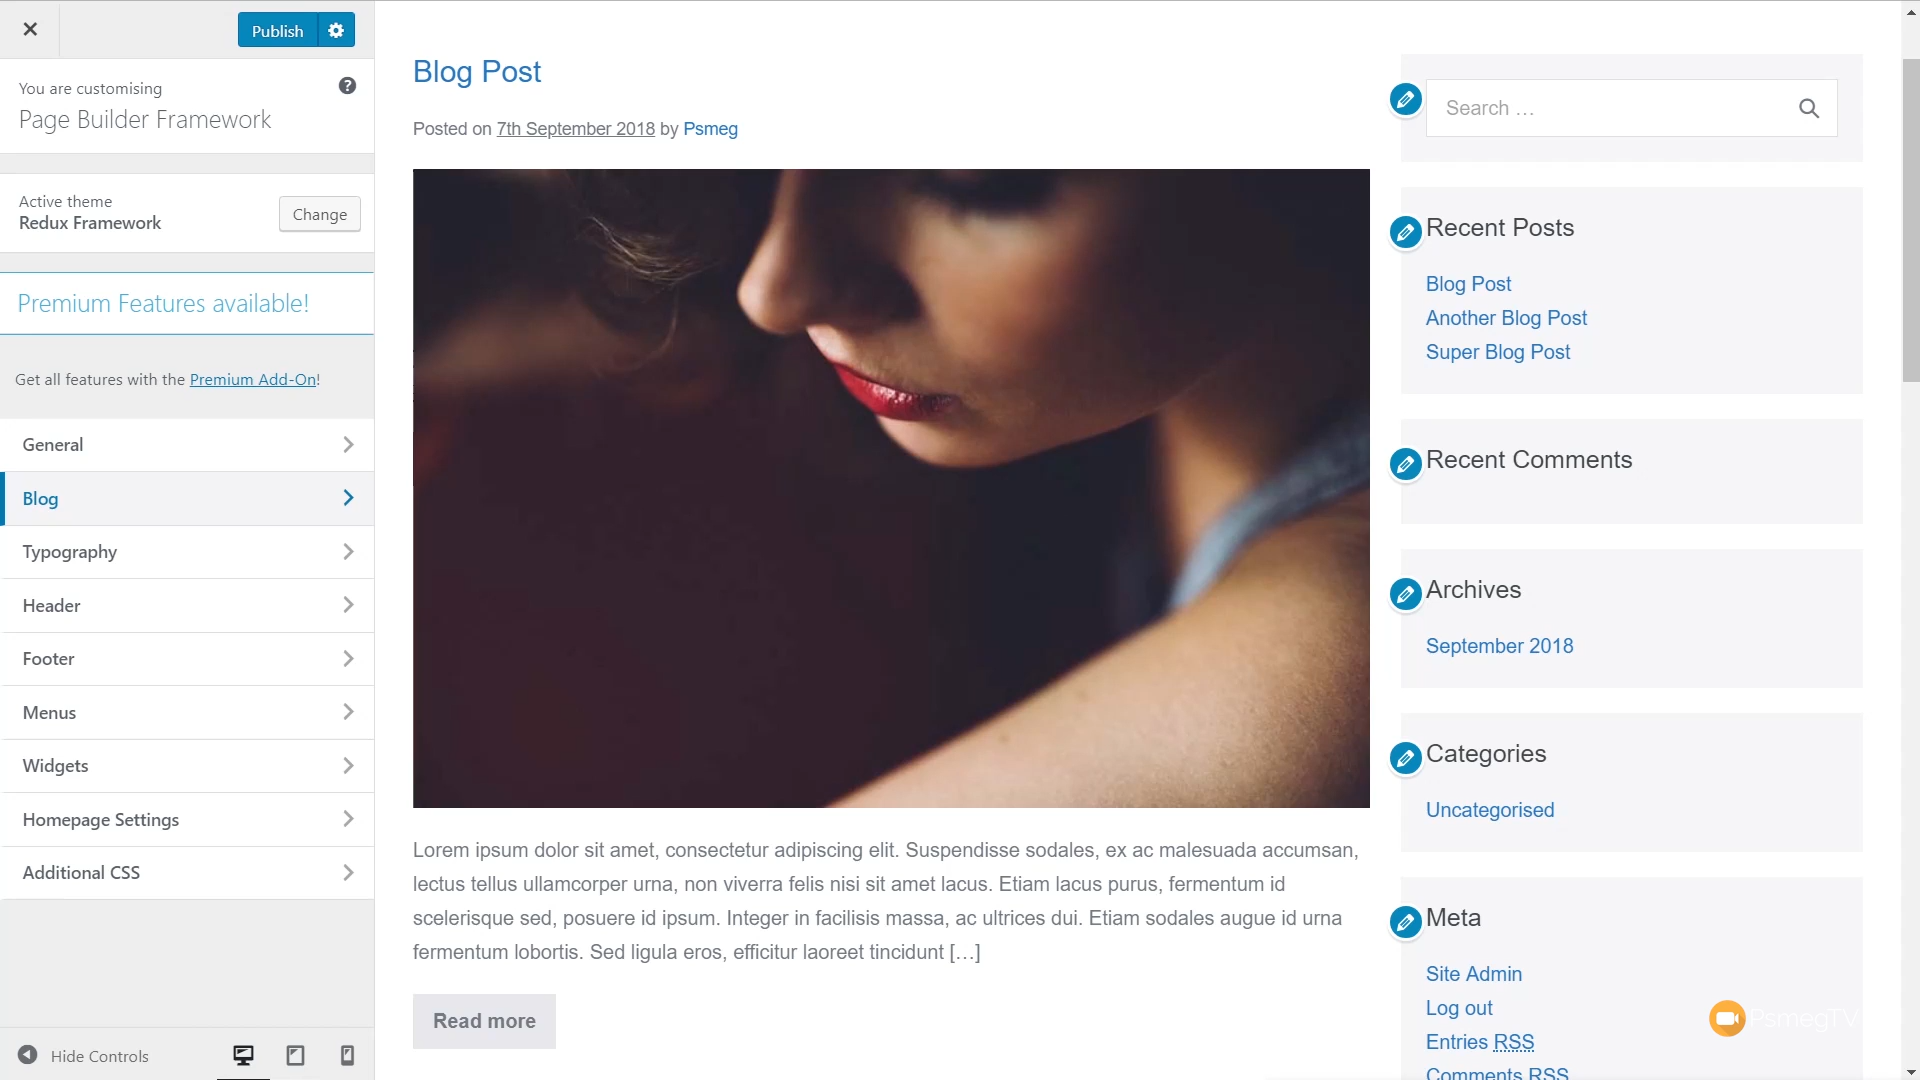 Publish
You are customising
Page Builder Framework
Active theme
Redux Framework
Change
Premium Features available!
Get all features with the Premium Add-On!
General
Blog
Typography
Header
Footer
Menus
Widgets
Homepage Settings
Additional CSS
Hide Controls
Blog Post
Posted on 7th September 2018 by Psmeg
Lorem ipsum dolor sit amet, consectetur adipiscing elit. Suspendisse sodales, ex ac malesuada accumsan,
lectus tellus ullamcorper urna, non viverra felis nisi sit amet lacus. Etiam lacus purus, fermentum id
scelerisque sed, posuere id ipsum. Integer in facilisis massa, ac ultrices dui. Etiam sodales augue id urna
fermentum lobortis. Sed ligula eros, efficitur laoreet tincidunt […]
Read more
Search …
Recent Posts
Blog Post
Another Blog Post
Super Blog Post
Recent Comments
Archives
September 2018
Categories
Uncategorised
Meta
Site Admin
Log out
Entries RSS
Comments RSS
PsmegTV